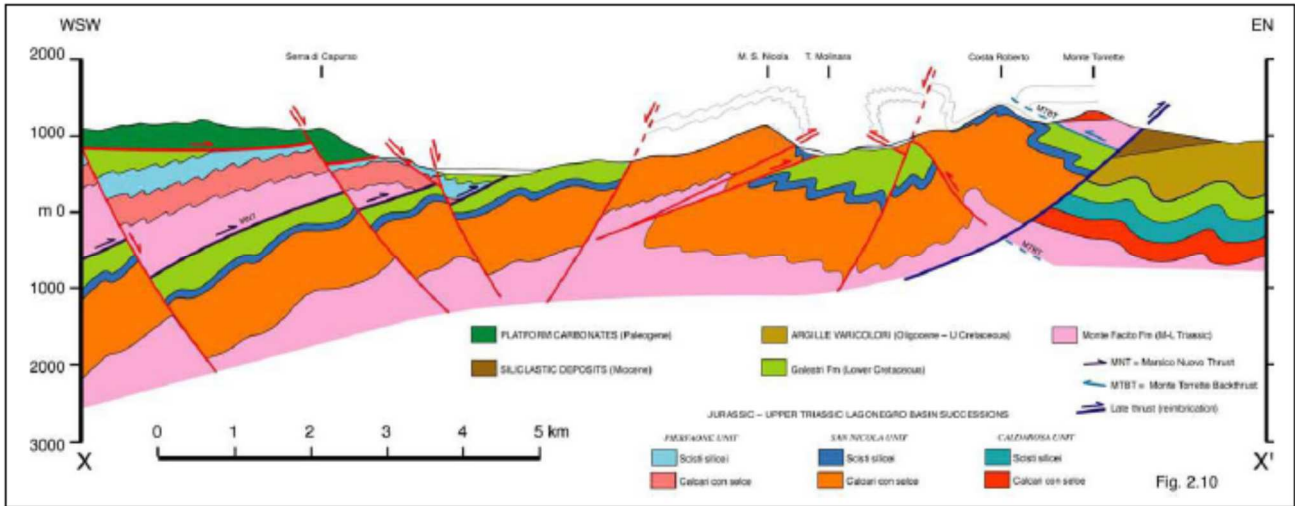 WSW
EN
2000
Serra di Capurso
M. S. Nicola
T. Molinara
Costa Roberto
Monte Torrette
MTBT
1000
m 0
MNT
MTBT
1000
2000
3000
PLATFORM CARBONATES (Paleogene)
SILICLASTIC DEPOSITS (Miocene)
ARGILLE VARICOLORI (Oligocene – U Cretaceous)
Galestri Fm (Lower Cretaceous)
Monte Facito Fm (M-L Triassic)
MNT = Marsico Nuovo Thrust
MTBT = Monte Torrette Backthrust
Late thrust (reimbrication)
0 1 2 3 4 5 km
JURASSIC – UPPER TRIASSIC LAGONEGRO BASIN SUCCESSIONS
PIERFAONE UNIT
Scisti silicei
Calcari con selce
SAN NICOLA UNIT
Scisti silicei
Calcari con selce
CALDAROSA UNIT
Scisti silicei
Calcari con selce
X
X'
Fig. 2.10